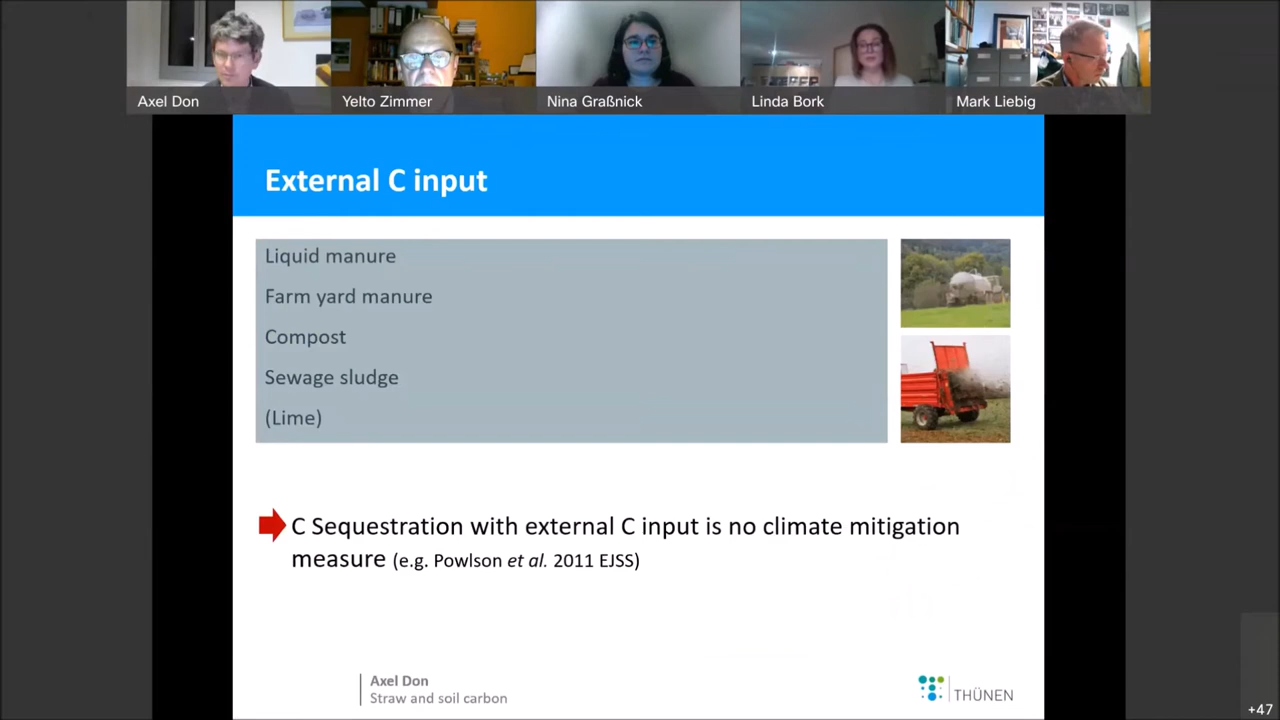 Axel Don
Yelto Zimmer
Nina Graßnick
Linda Bork
Mark Liebig
External C input
Liquid manure
Farm yard manure
Compost
Sewage sludge
(Lime)
C Sequestration with external C input is no climate mitigation
measure (e.g. Powlson et al. 2011 EJSS)
Axel Don
Straw and soil carbon
THÜNEN
+47